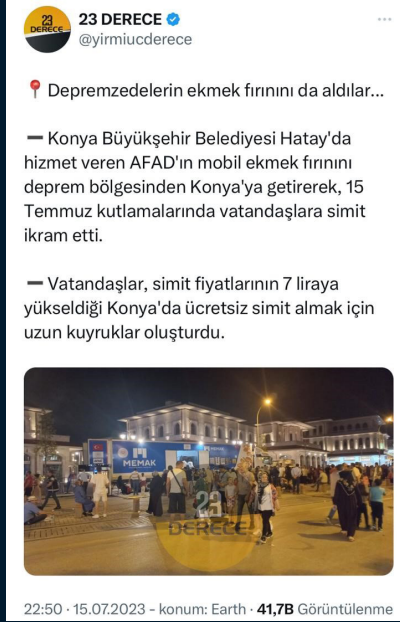 23 DERECE
@yirmiucderece
Depremzedelerin ekmek fırınını da aldılar...
— Konya Büyükşehir Belediyesi Hatay'da
hizmet veren AFAD'ın mobil ekmek fırınını
deprem bölgesinden Konya'ya getirerek, 15
Temmuz kutlamalarında vatandaşlara simit
ikram etti.
— Vatandaşlar, simit fiyatlarının 7 liraya
yükseldiği Konya'da ücretsiz simit almak için
uzun kuyruklar oluşturdu.
MEMAK
23
DERECE
22:50 · 15.07.2023 - konum: Earth · 41,7B Görüntülenme